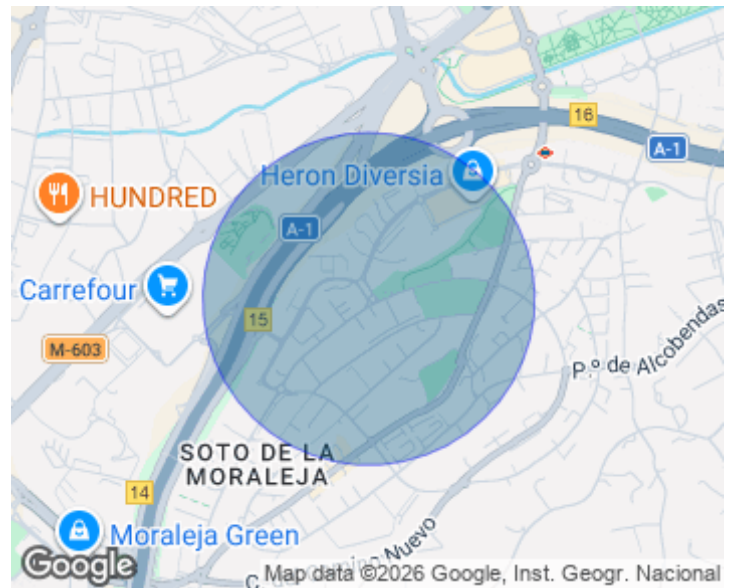 16
A-1
Heron Diversia
HUNDRED
A-1
Carrefour
15
M-603
P.º de Alcobendas
SOTO DE LA
MORALEJA
14
Moraleja Green
Camino Nuevo
Google
Map data ©2026 Google, Inst. Geogr. Nacional